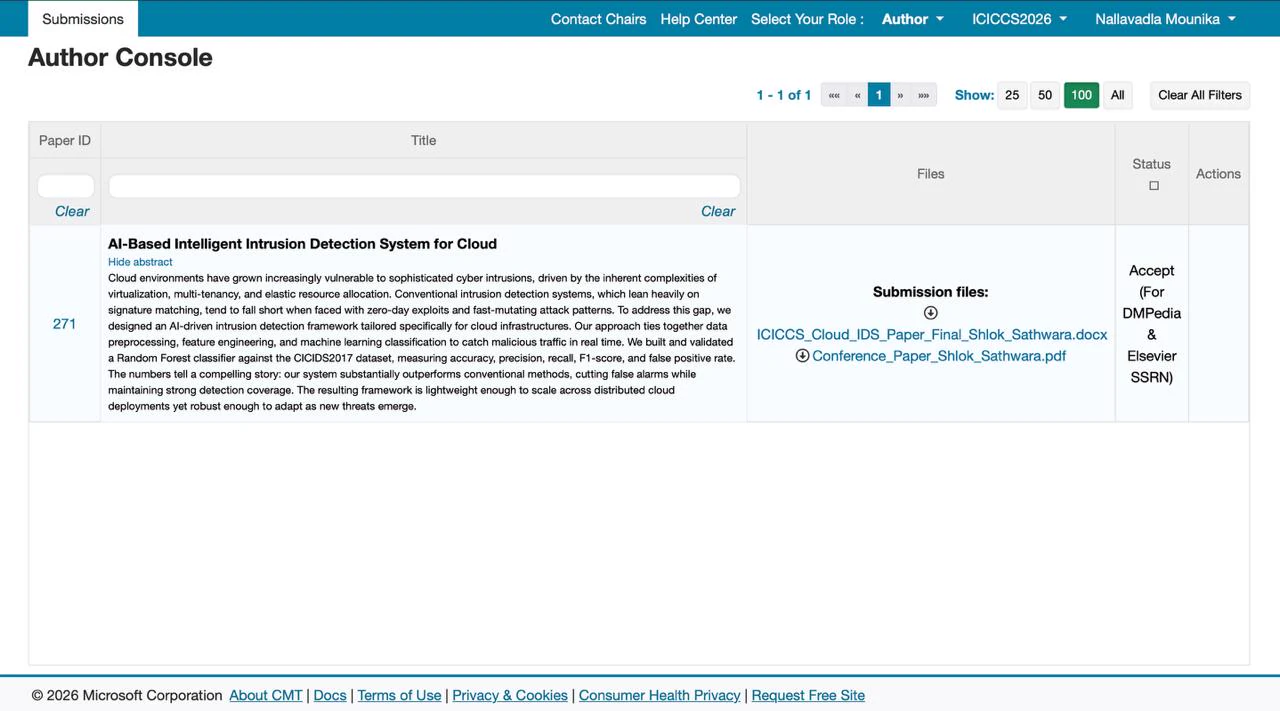 Submissions
Contact Chairs Help Center Select Your Role : Author ICICCS2026 Nallavadla Mounika
Author Console
1 - 1 of 1 «« « 1 » »» Show: 25 50 100 All Clear All Filters
Paper ID
Title
Files
Status
Actions
Clear
Clear
271
AI-Based Intelligent Intrusion Detection System for Cloud
Hide abstract
Cloud environments have grown increasingly vulnerable to sophisticated cyber intrusions, driven by the inherent complexities of
virtualization, multi-tenancy, and elastic resource allocation. Conventional intrusion detection systems, which lean heavily on
signature matching, tend to fall short when faced with zero-day exploits and fast-mutating attack patterns. To address this gap, we
designed an AI-driven intrusion detection framework tailored specifically for cloud infrastructures. Our approach ties together data
preprocessing, feature engineering, and machine learning classification to catch malicious traffic in real time. We built and validated
a Random Forest classifier against the CICIDS2017 dataset, measuring accuracy, precision, recall, F1-score, and false positive rate.
The numbers tell a compelling story: our system substantially outperforms conventional methods, cutting false alarms while
maintaining strong detection coverage. The resulting framework is lightweight enough to scale across distributed cloud
deployments yet robust enough to adapt as new threats emerge.
Submission files:
ICICCS_Cloud_IDS_Paper_Final_Shlok_Sathwara.docx
Conference_Paper_Shlok_Sathwara.pdf
Accept
(For
DMPedia
&
Elsevier
SSRN)
© 2026 Microsoft Corporation About CMT | Docs | Terms of Use | Privacy & Cookies | Consumer Health Privacy | Request Free Site